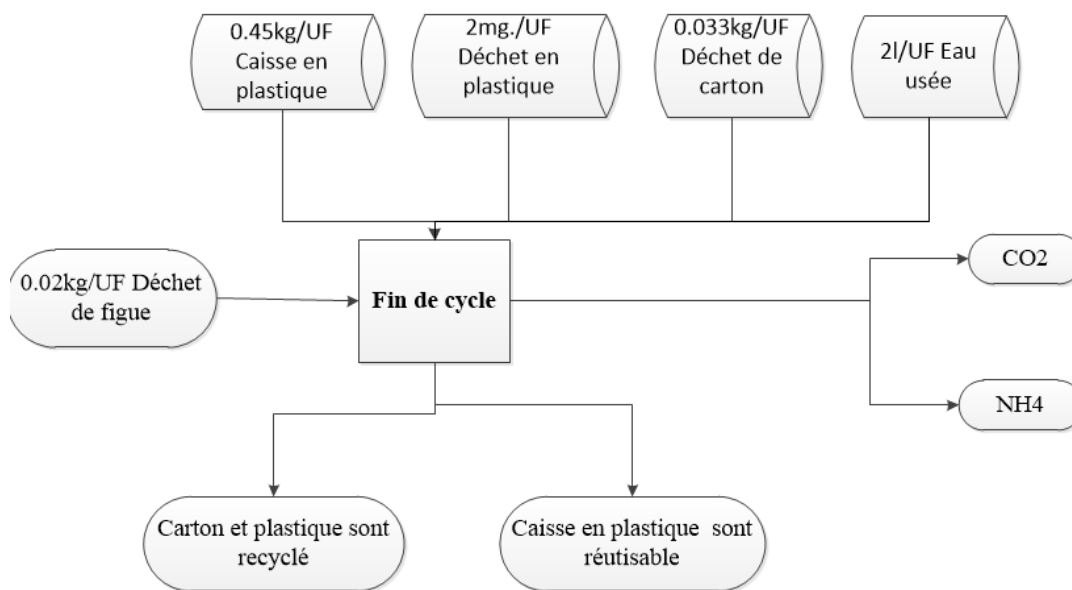 0.45kg/UF
Caisse en
plastique
2mg./UF
Déchet en
plastique
0.033kg/UF
Déchet de
carton
2l/UF Eau
usée
0.02kg/UF Déchet
de figue
Fin de cycle
CO2
NH4
Carton et plastique sont
recyclé
Caisse en plastique  sont
réutisable